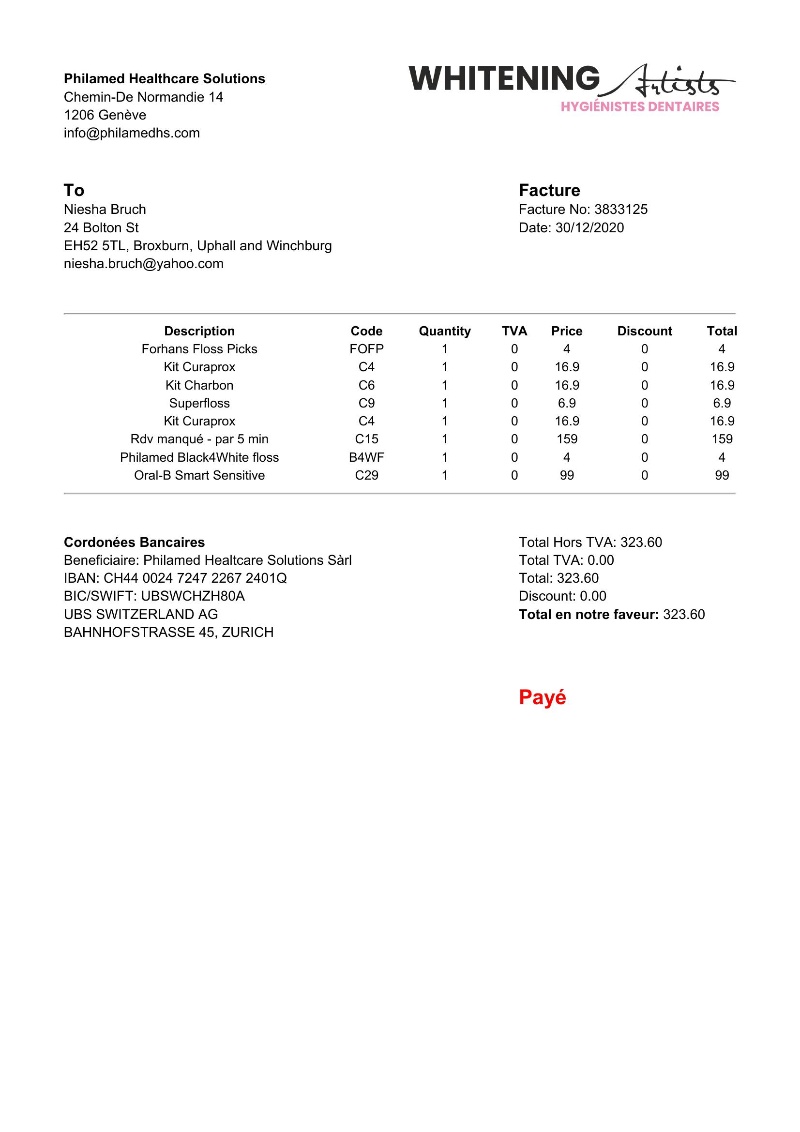 Philamed Healthcare Solutions
Chemin-De Normandie 14
1206 Genève
info@philamedhs.com
WHITENING Artists
HYGIÉNISTES DENTAIRES
To
Niesha Bruch
24 Bolton St
EH52 5TL, Broxburn, Uphall and Winchburg
niesha.bruch@yahoo.com
Facture
Facture No: 3833125
Date: 30/12/2020
Description Code Quantity TVA Price Discount Total
Forhans Floss Picks FOFP 1 0 4 0 4
Kit Curaprox C4 1 0 16.9 0 16.9
Kit Charbon C6 1 0 16.9 0 16.9
Superfloss C9 1 0 6.9 0 6.9
Kit Curaprox C4 1 0 16.9 0 16.9
Rdv manqué - par 5 min C15 1 0 159 0 159
Philamed Black4White floss B4WF 1 0 4 0 4
Oral-B Smart Sensitive C29 1 0 99 0 99
Cordonées Bancaires
Beneficiaire: Philamed Healtcare Solutions Sàrl
IBAN: CH44 0024 7247 2267 2401Q
BIC/SWIFT: UBSWCHZH80A
UBS SWITZERLAND AG
BAHNHOFSTRASSE 45, ZURICH
Total Hors TVA: 323.60
Total TVA: 0.00
Total: 323.60
Discount: 0.00
Total en notre faveur: 323.60
Payé